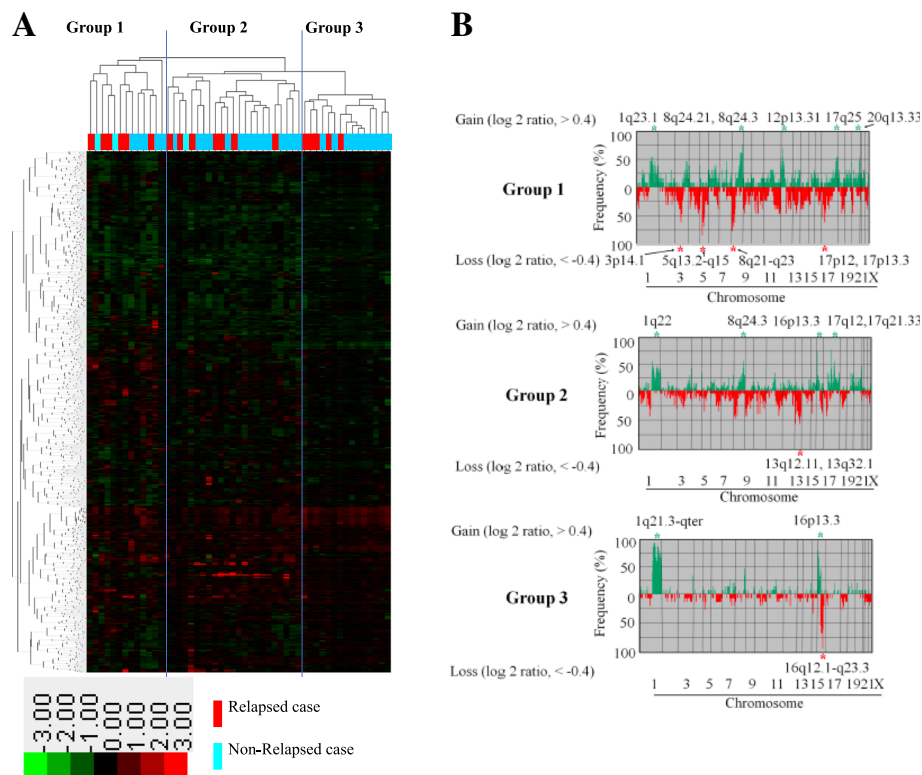 A
Group 1
Group 2
Group 3
-3.00
-2.00
-1.00
0.00
1.00
2.00
3.00
Relapsed case
Non-Relapsed case
B
Gain (log 2 ratio, > 0.4)
1q23.1 8q24.21, 8q24.3 12p13.31 17q25 20q13.33
Group 1
Frequency (%)
100
50
0
50
100
Loss (log 2 ratio, < -0.4)
3p14.1 5q13.2-q15 8q21-q23 17p12, 17p13.3
1 3 5 7 9 11 13 15 17 19 21 X
Chromosome
Gain (log 2 ratio, > 0.4)
1q22 8q24.3 16p13.3 17q12,17q21.33
Group 2
Frequency (%)
100
50
0
50
100
Loss (log 2 ratio, < -0.4)
13q12.11, 13q32.1
1 3 5 7 9 11 13 15 17 19 21 X
Chromosome
Gain (log 2 ratio, > 0.4)
1q21.3-qter 16p13.3
Group 3
Frequency (%)
100
50
0
50
100
Loss (log 2 ratio, < -0.4)
16q12.1-q23.3
1 3 5 7 9 11 13 15 17 19 21 X
Chromosome